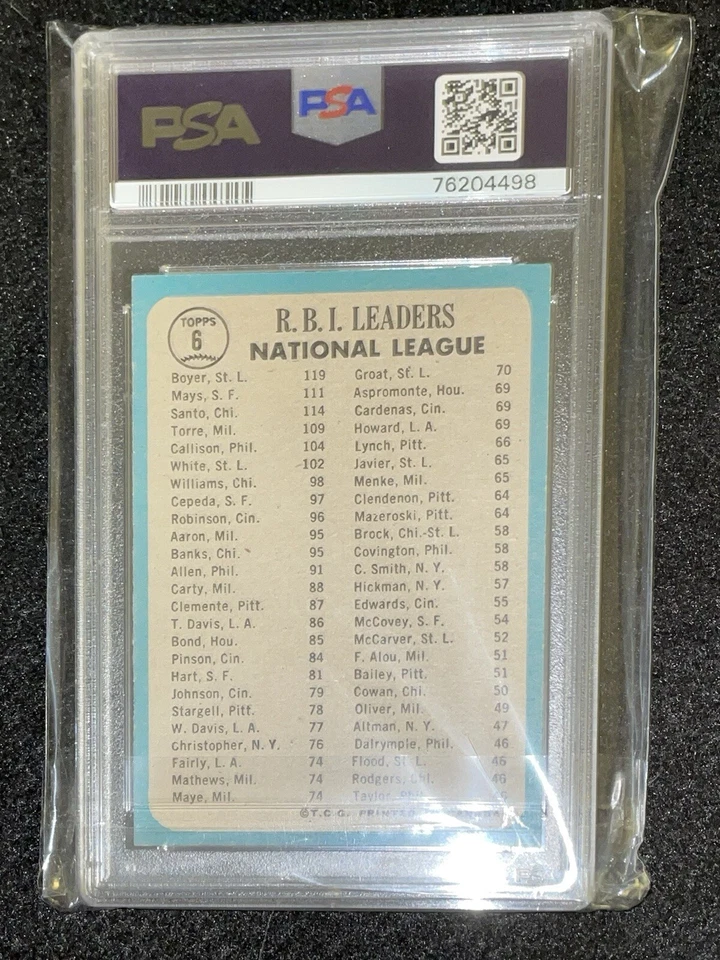 PSA PSA
76204498
TOPPS
6
R. B. I. LEADERS
NATIONAL LEAGUE
Boyer, St. L. 119 Groat, St. L. 70
Mays, S. F. 111 Aspromonte, Hou. 69
Santo, Chi. 114 Cardenas, Cin. 69
Torre, Mil. 109 Howard, L. A. 69
Callison, Phil. 104 Lynch, Pitt. 66
White, St. L. 102 Javier, St. L. 65
Williams, Chi. 98 Menke, Mil. 65
Cepeda, S. F. 97 Clendenon, Pitt. 64
Robinson, Cin. 96 Mazeroski, Pitt. 64
Aaron, Mil. 95 Brock, Chi.-St. L. 58
Banks, Chi. 95 Covington, Phil. 58
Allen, Phil. 91 C. Smith, N. Y. 58
Carty, Mil. 88 Hickman, N. Y. 57
Clemente, Pitt. 87 Edwards, Cin. 55
T. Davis, L. A. 86 McCovey, S. F. 54
Bond, Hou. 85 McCarver, St. L. 52
Pinson, Cin. 84 F. Alou, Mil. 51
Hart, S. F. 81 Bailey, Pitt. 51
Johnson, Cin. 79 Cowan, Chi. 50
Stargell, Pitt. 78 Oliver, Mil. 49
W. Davis, L. A. 77 Altman, N. Y. 47
Christopher, N. Y. 76 Dalrymple, Phil. 46
Fairly, L. A. 74 Flood, St. L. 46
Mathews, Mil. 74 Rodgers, 46
Maye, Mil. 74 Taylor, 46
©T. C. G. PRINTED